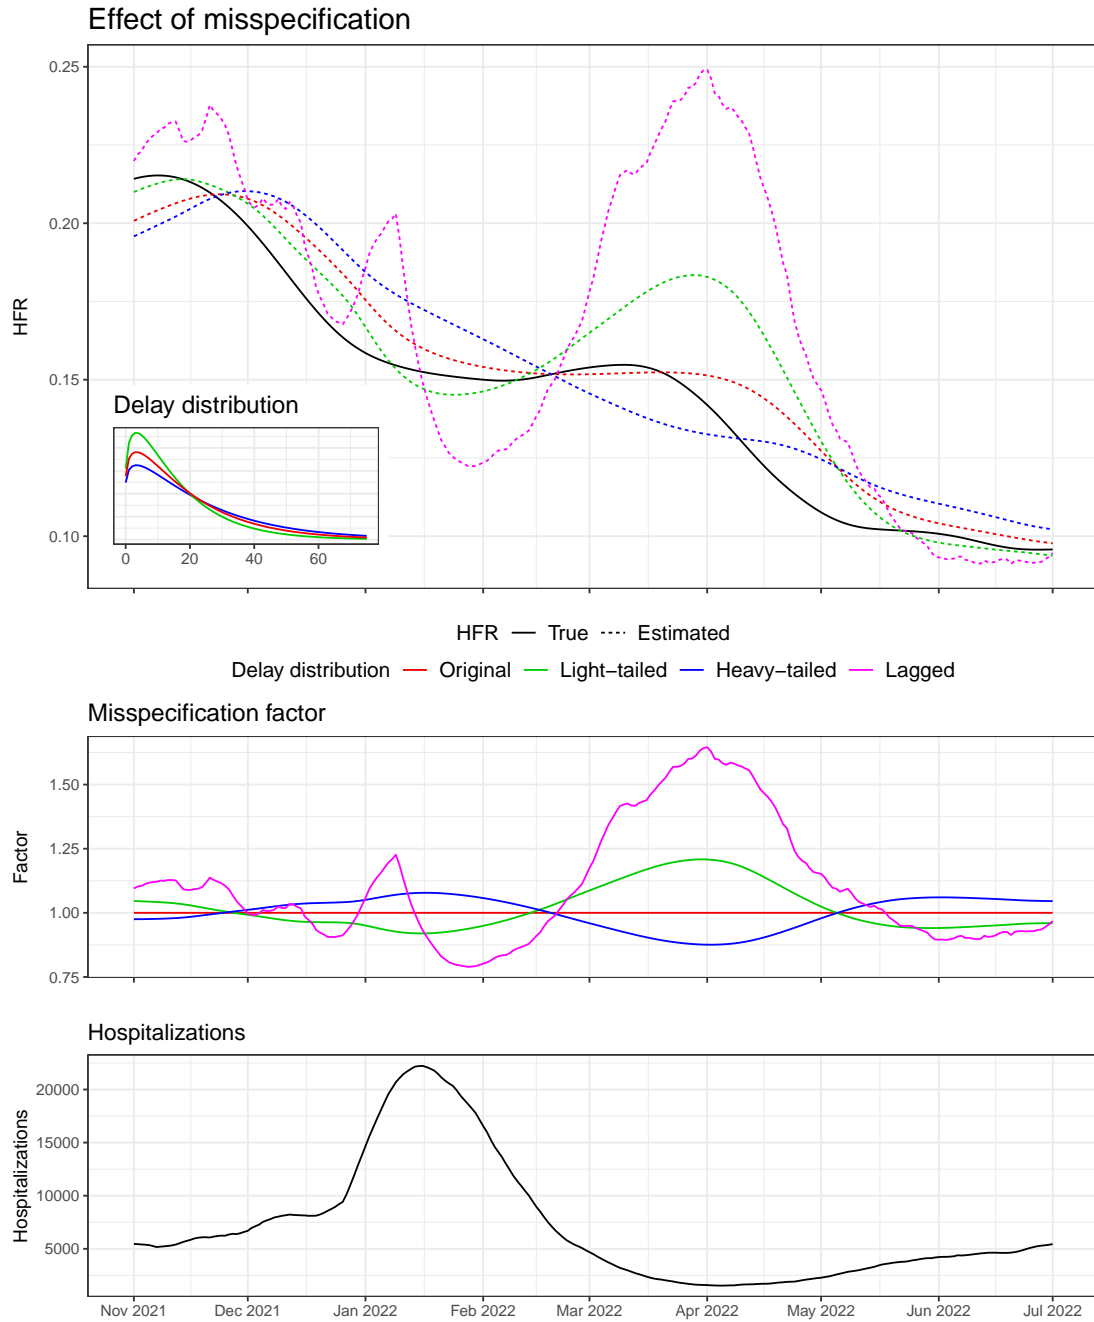 Effect of misspecification
0.25
0.20
0.15
0.10
HFR
Delay distribution
0 20 40 60
HFR True Estimated
Delay distribution Original Light−tailed Heavy−tailed Lagged
Misspecification factor
1.50
1.25
1.00
0.75
Factor
Hospitalizations
20000
15000
10000
5000
Hospitalizations
Nov 2021 Dec 2021 Jan 2022 Feb 2022 Mar 2022 Apr 2022 May 2022 Jun 2022 Jul 2022